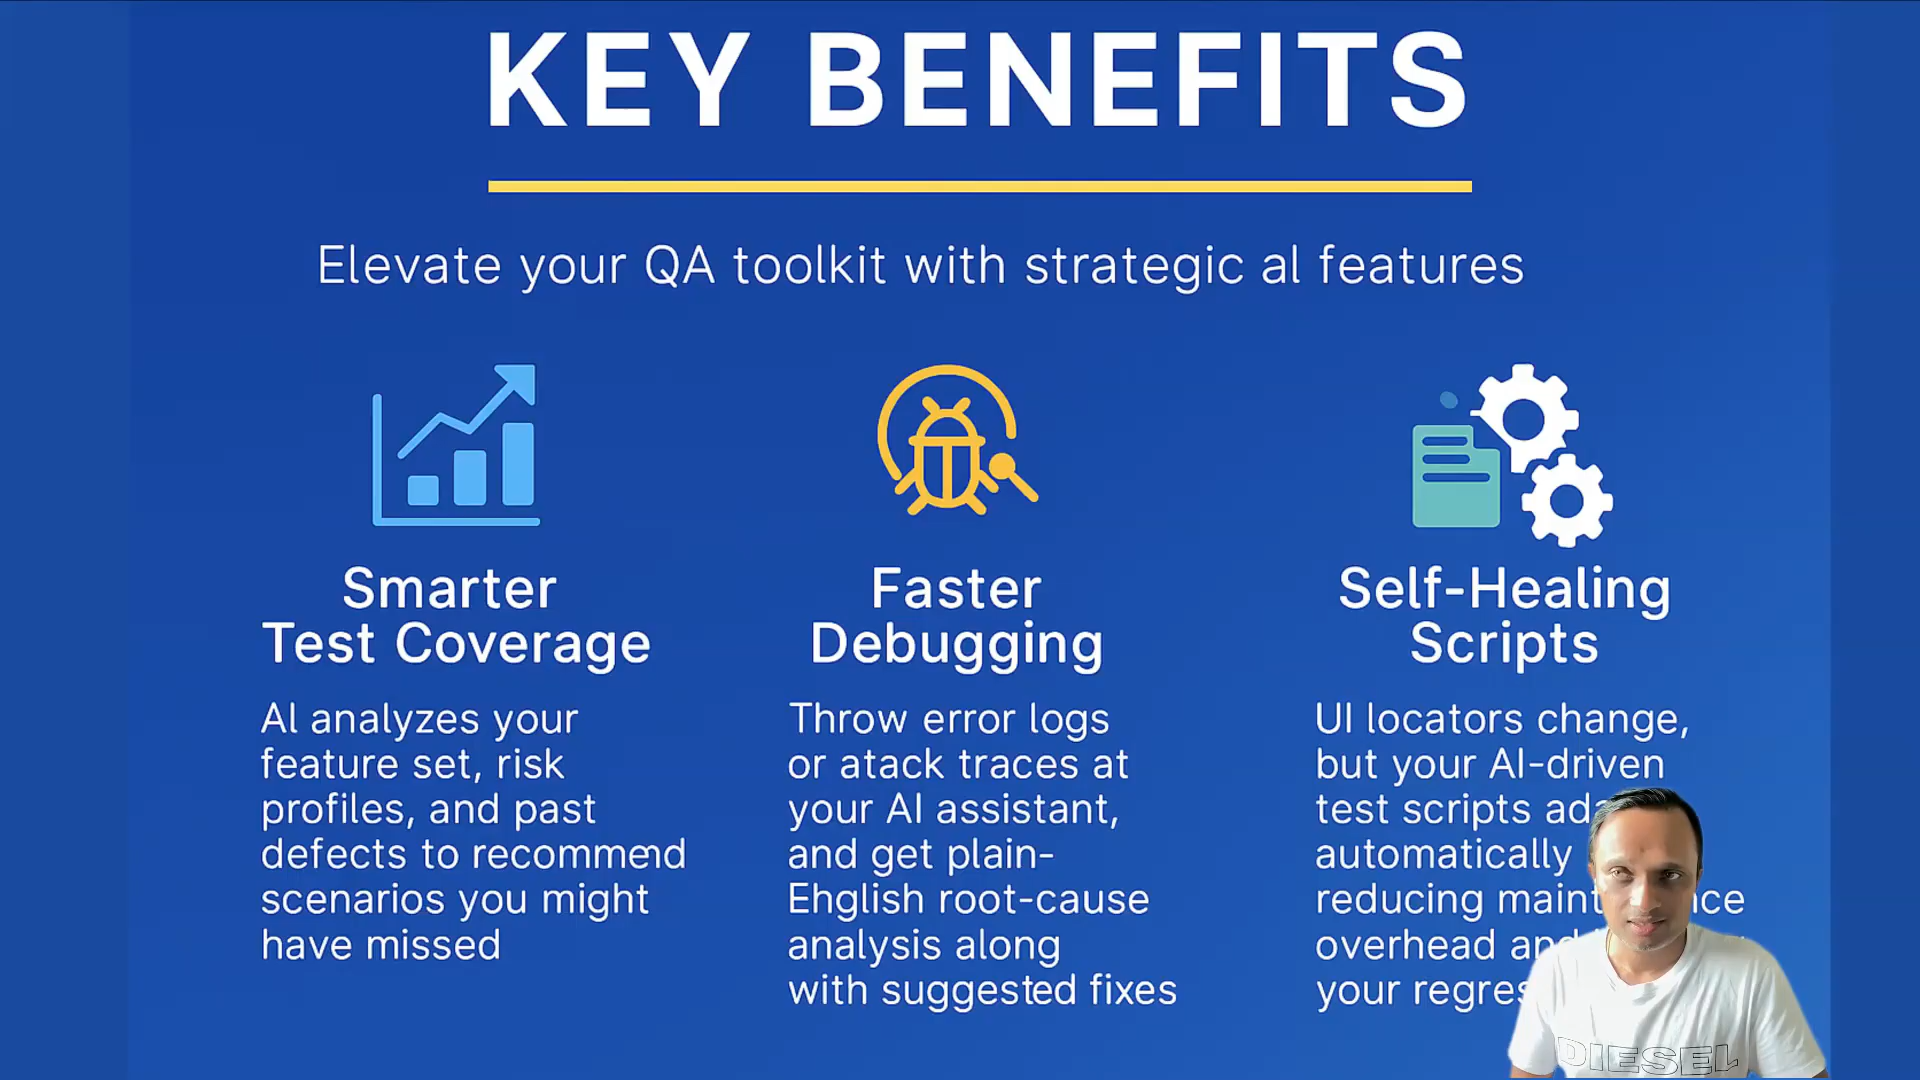 KEY BENEFITS
Elevate your QA toolkit with strategic al features
Smarter
Test Coverage
AI analyzes your
feature set, risk
profiles, and past
defects to recommend
scenarios you might
have missed
Faster
Debugging
Throw error logs
or atack traces at
your AI assistant,
and get plain-
Ehglish root-cause
analysis along
with suggested fixes
Self-Healing
Scripts
UI locators change,
but your AI-driven
test scripts
automatically
reducing
overhead
your
DIESEL